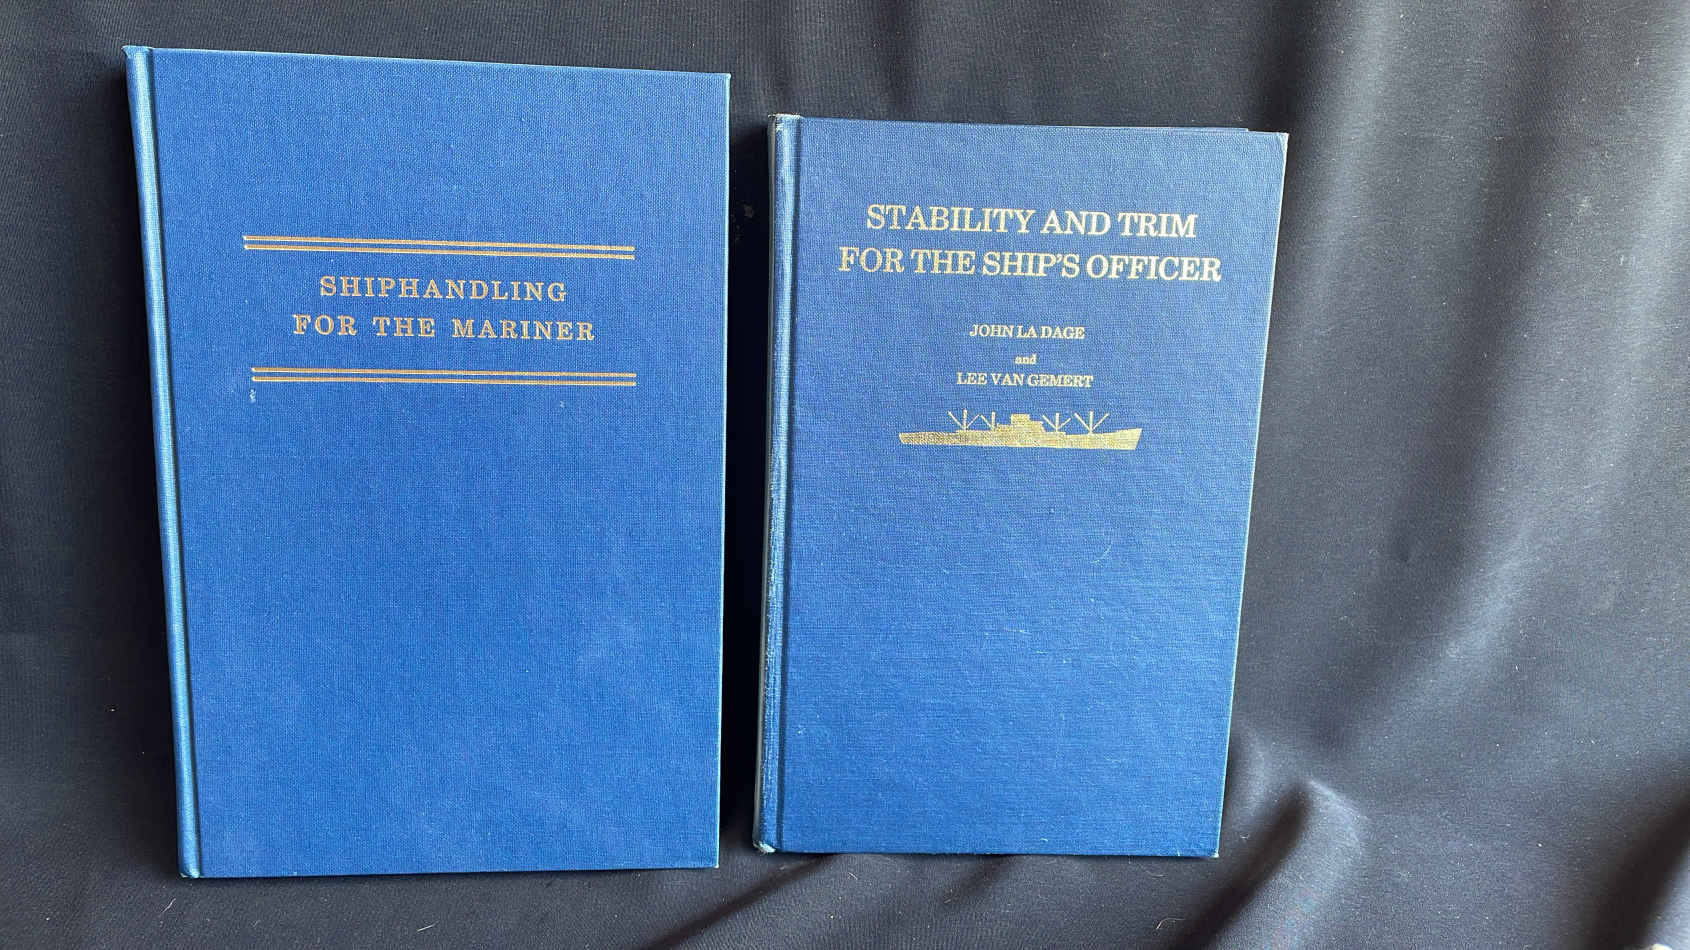 SHIPHANDLING
FOR THE MARINER
STABILITY AND TRIM
FOR THE SHIP'S OFFICER
JOHN LA DAGE
and
LEE VAN GEMERT